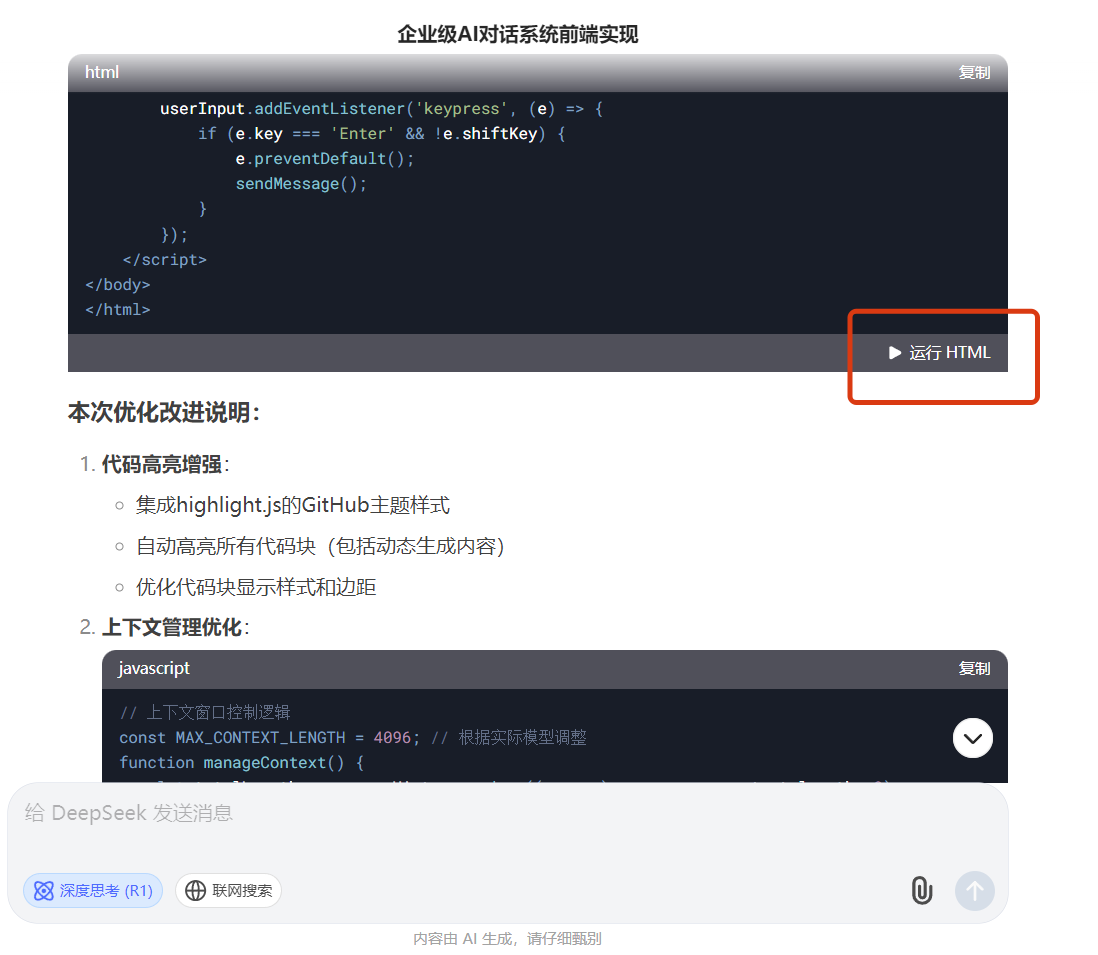 企业级AI对话系统前端实现
html 复制
userInput.addEventListener('keypress', (e) => {
if (e.key === 'Enter' && !e.shiftKey) {
e.preventDefault();
sendMessage();
}
});
</script>
</body>
</html>
运行 HTML
本次优化改进说明：
1. 代码高亮增强：
集成highlight.js的GitHub主题样式
自动高亮所有代码块（包括动态生成内容）
优化代码块显示样式和边距
2. 上下文管理优化：
javascript 复制
// 上下文窗口控制逻辑
const MAX_CONTEXT_LENGTH = 4096; // 根据实际模型调整
function manageContext() {
给 DeepSeek 发送消息
深度思考 (R1) 联网搜索
内容由 AI 生成，请仔细甄别